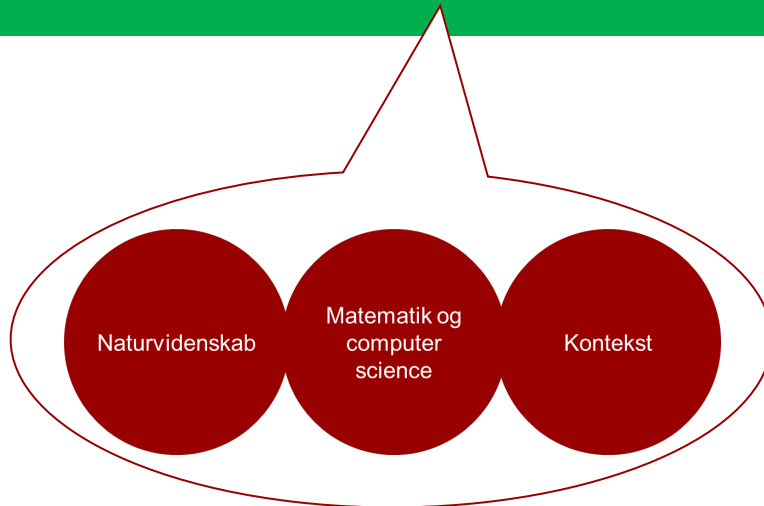 Naturvidenskab
Matematik og
computer
science
Kontekst